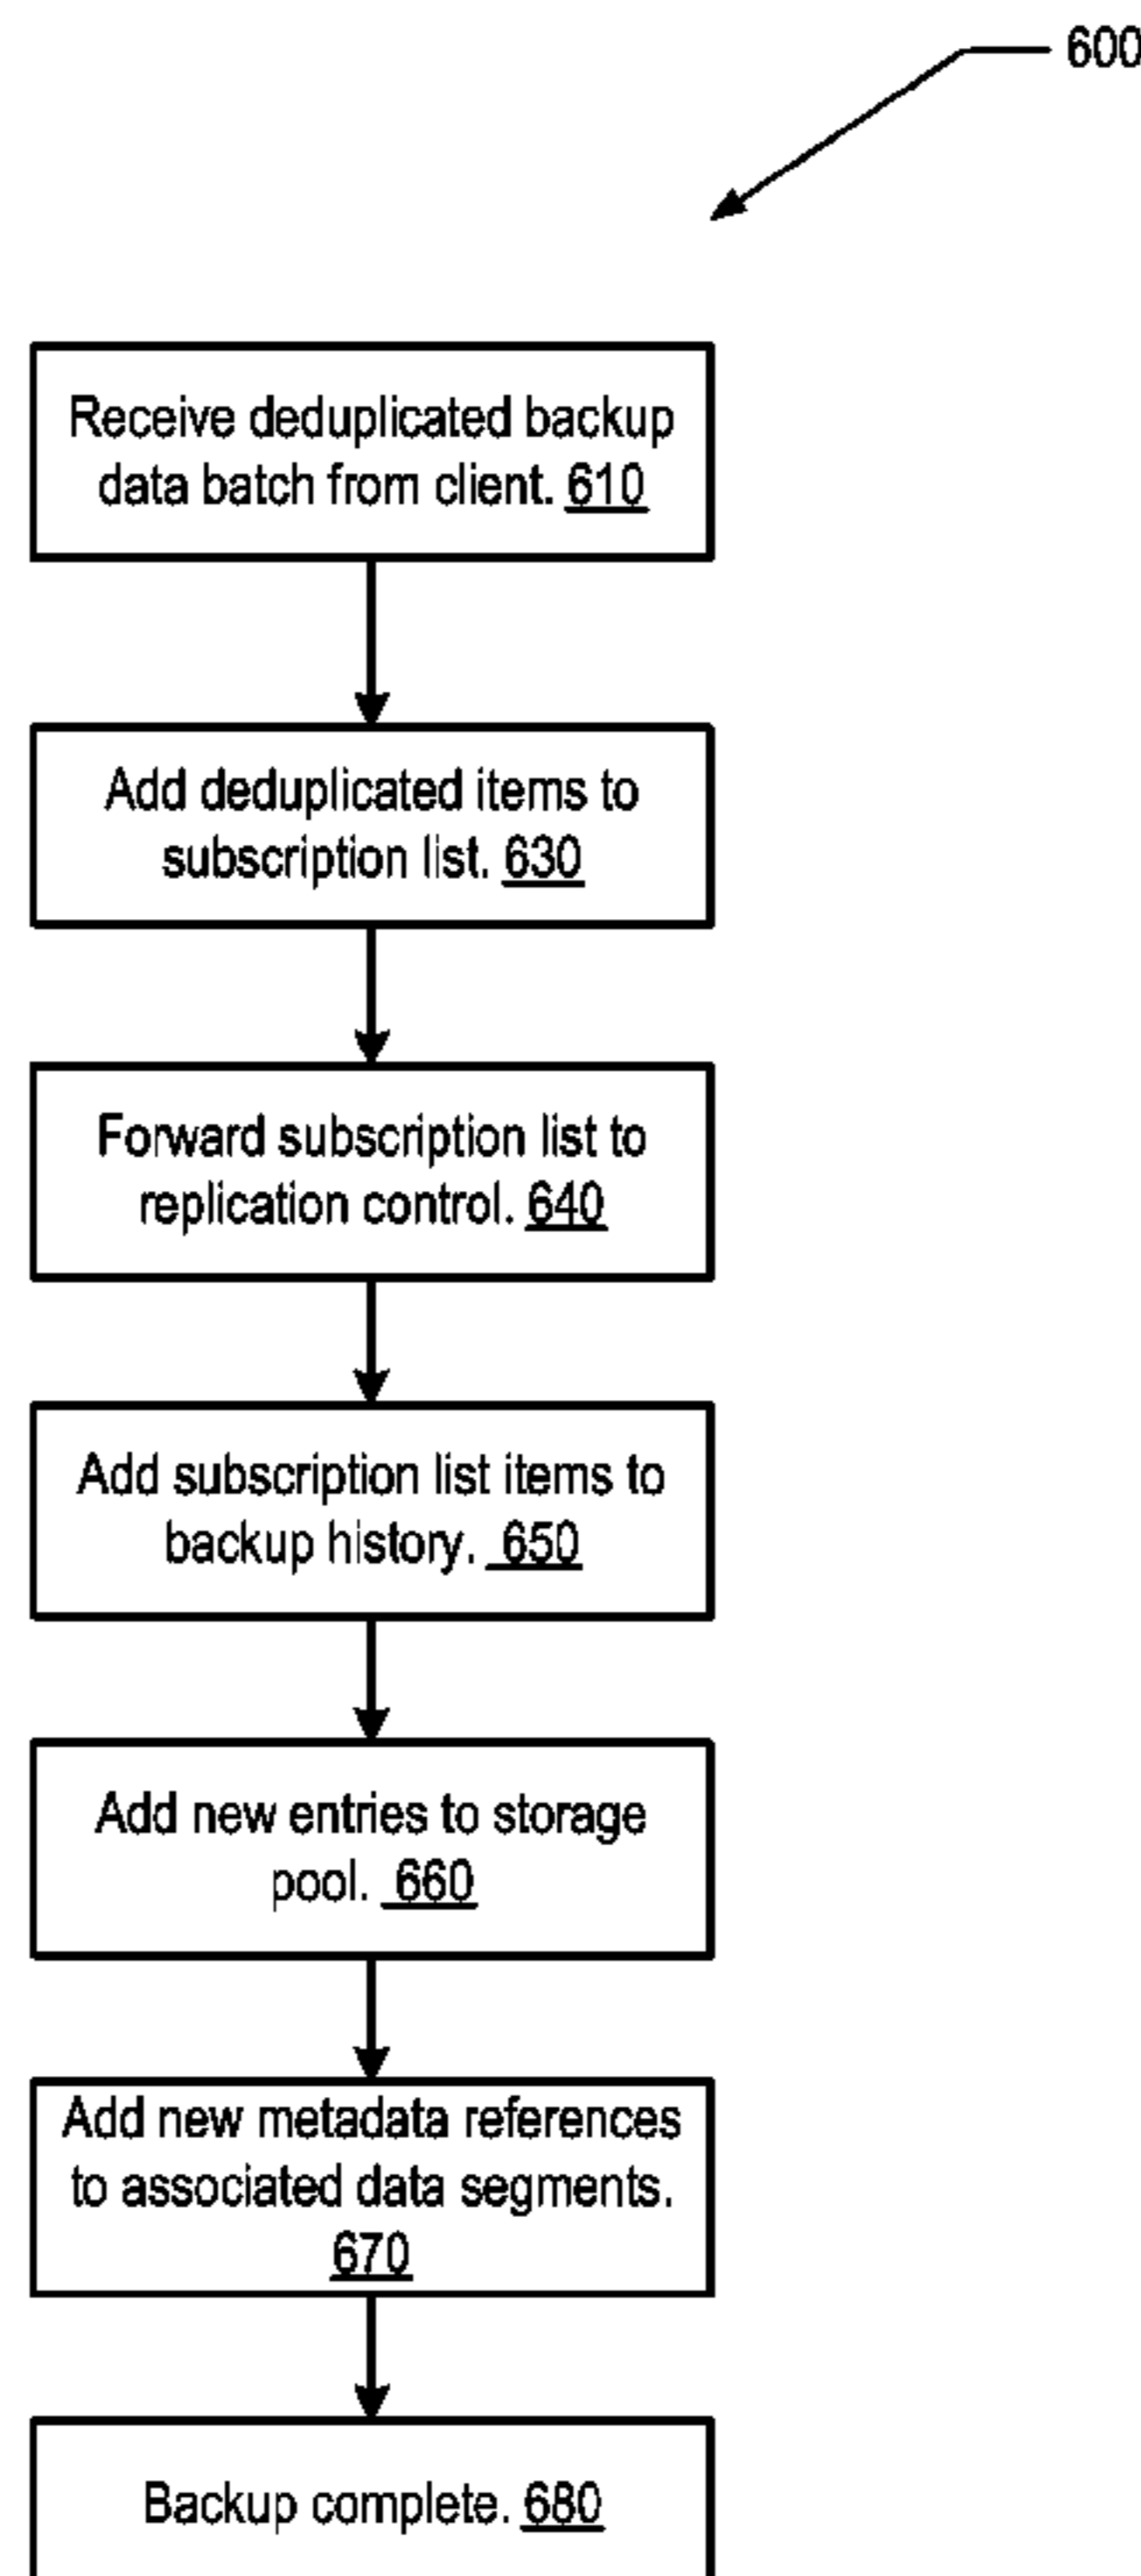 600
Receive deduplicated backup
data batch from client. 610
Add deduplicated items to
subscription list. 630
Forward subscription list to
replication control. 640
Add subscription list items to
backup history. 650
Add new entries to storage
pool. 660
Add new metadata references
to associated data segments.
670
Backup complete. 680